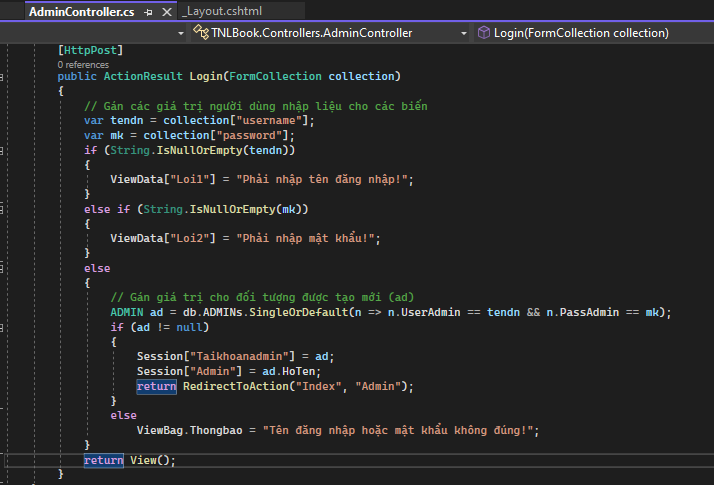 AdminController.cs
_Layout.cshtml
TNLBook.Controllers.AdminController
Login(FormCollection collection)
[HttpPost]
0 references
public ActionResult Login(FormCollection collection)
{
// Gán các giá trị người dùng nhập liệu cho các biến
var tendn = collection["username"];
var mk = collection["password"];
if (String.IsNullOrEmpty(tendn))
{
ViewData["Loi1"] = "Phải nhập tên đăng nhập!";
}
else if (String.IsNullOrEmpty(mk))
{
ViewData["Loi2"] = "Phải nhập mật khẩu!";
}
else
{
// Gán giá trị cho đối tượng được tạo mới (ad)
ADMIN ad = db.ADMINs.SingleOrDefault(n => n.UserAdmin == tendn && n.PassAdmin == mk);
if (ad != null)
{
Session["Taikhoanadmin"] = ad;
Session["Admin"] = ad.HoTen;
return RedirectToAction("Index", "Admin");
}
else
ViewBag.Thongbao = "Tên đăng nhập hoặc mật khẩu không đúng!";
}
return View();
}